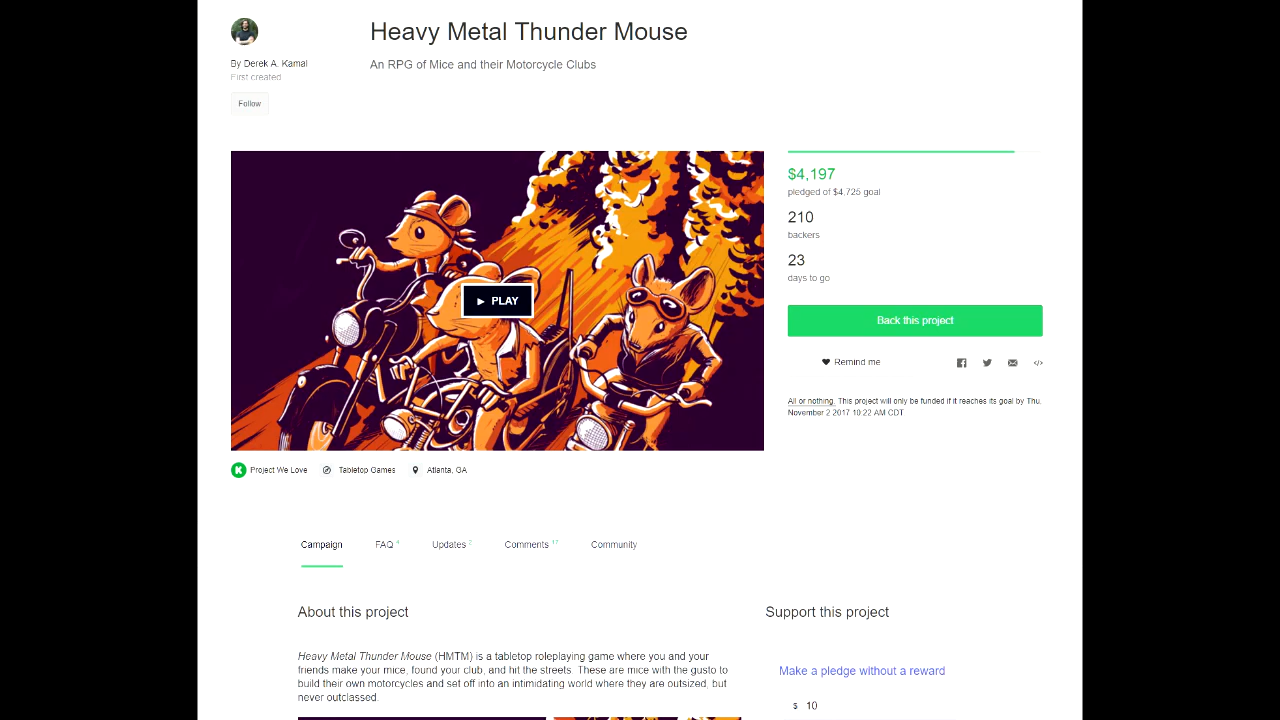 Heavy Metal Thunder Mouse
An RPG of Mice and their Motorcycle Clubs
By Derek A. Kamal
First created
Follow
PLAY
$4,197
pledged of $4,725 goal
210
backers
23
days to go
Back this project
Remind me
All or nothing. This project will only be funded if it reaches its goal by Thu,
November 2 2017 10:22 AM CDT
Project We Love
Tabletop Games
Atlanta, GA
Campaign
FAQ 4
Updates 2
Comments 17
Community
About this project
Support this project
Heavy Metal Thunder Mouse (HMTM) is a tabletop roleplaying game where you and your
friends make your mice, found your club, and hit the streets. These are mice with the gusto to
build their own motorcycles and set off into an intimidating world where they are outsized, but
never outclassed.
Make a pledge without a reward
$ 10